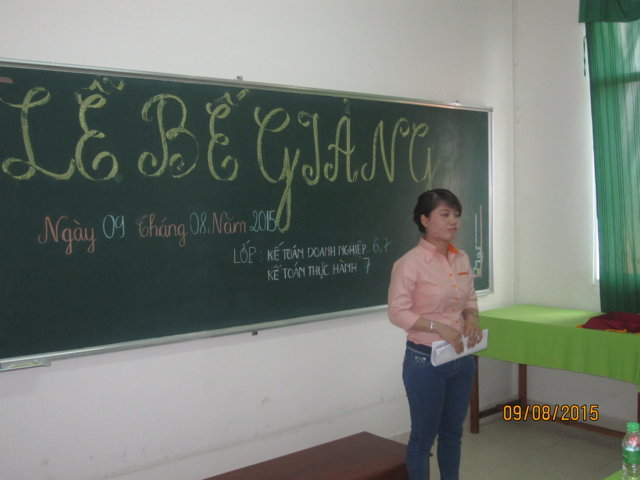 LỄ BẾ GIẢNG
Ngày 09 tháng 08 Năm 2015
LỚP : KẾ TOÁN DOANH NGHIỆP 6,7
KẾ TOÁN THỰC HÀNH 7
09/08/2015